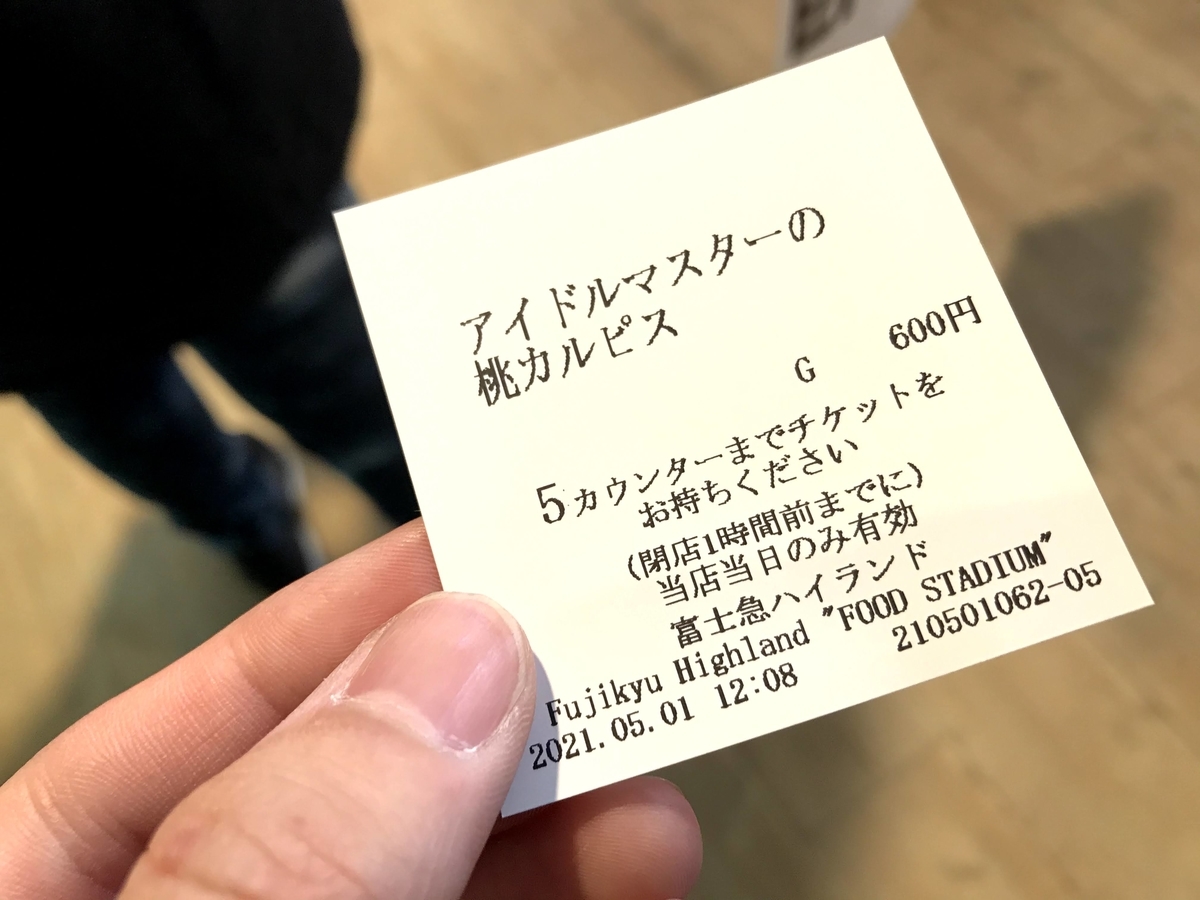 アイドルマスターの
桃カルピス
G 600円
5カウンターまでチケットを
お持ちください
(閉店1時間前までに)
当店当日のみ有効
富士急ハイランド
Fujikyu Highland "FOOD STADIUM"
2021.05.01 12:08 210501062-05